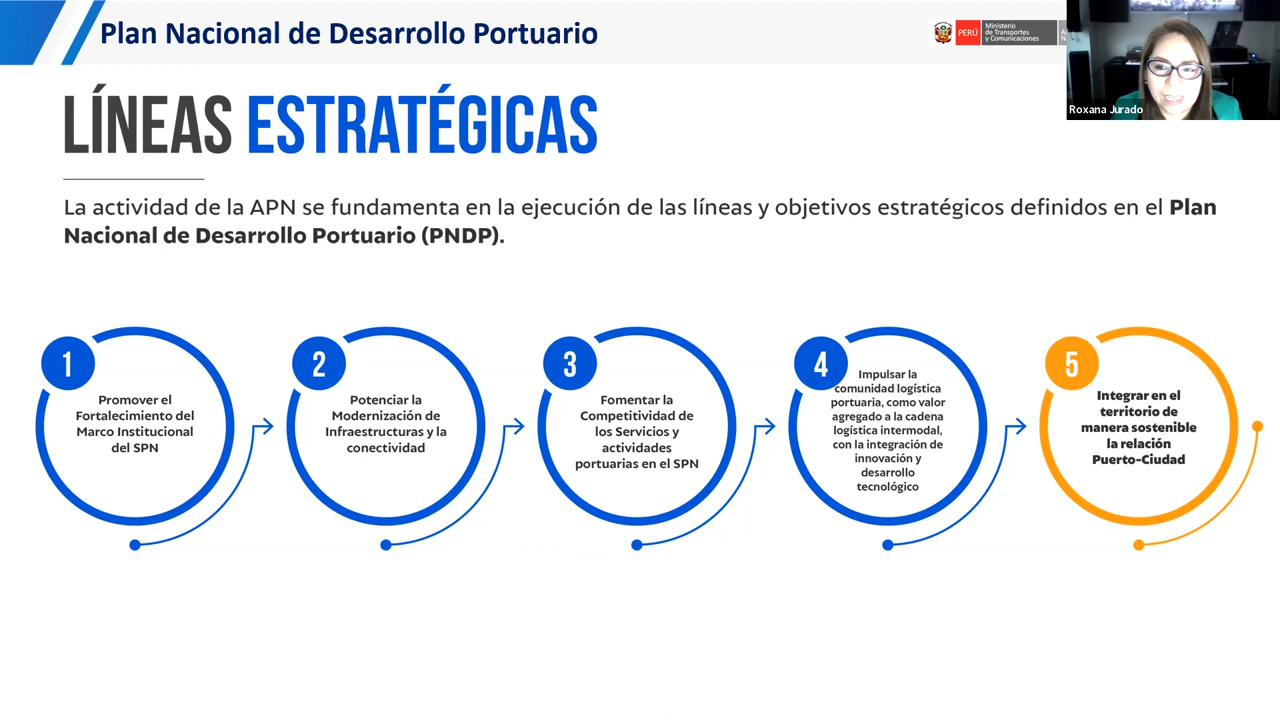 Plan Nacional de Desarrollo Portuario
PERÚ
Ministerio
de Transportes
y Comunicaciones
Roxana Jurado
LÍNEAS ESTRATÉGICAS
La actividad de la APN se fundamenta en la ejecución de las líneas y objetivos estratégicos definidos en el Plan
Nacional de Desarrollo Portuario (PNDP).
1
Promover el
Fortalecimiento del
Marco Institucional
del SPN
2
Potenciar la
Modernización de
Infraestructuras y la
conectividad
3
Fomentar la
Competitividad de
los Servicios y
actividades
portuarias en el SPN
4
Impulsar la
comunidad logística
portuaria, como valor
agregado a la cadena
logística intermodal,
con la integración de
innovación y
desarrollo
tecnológico
5
Integrar en el
territorio de
manera sostenible
la relación
Puerto-Ciudad